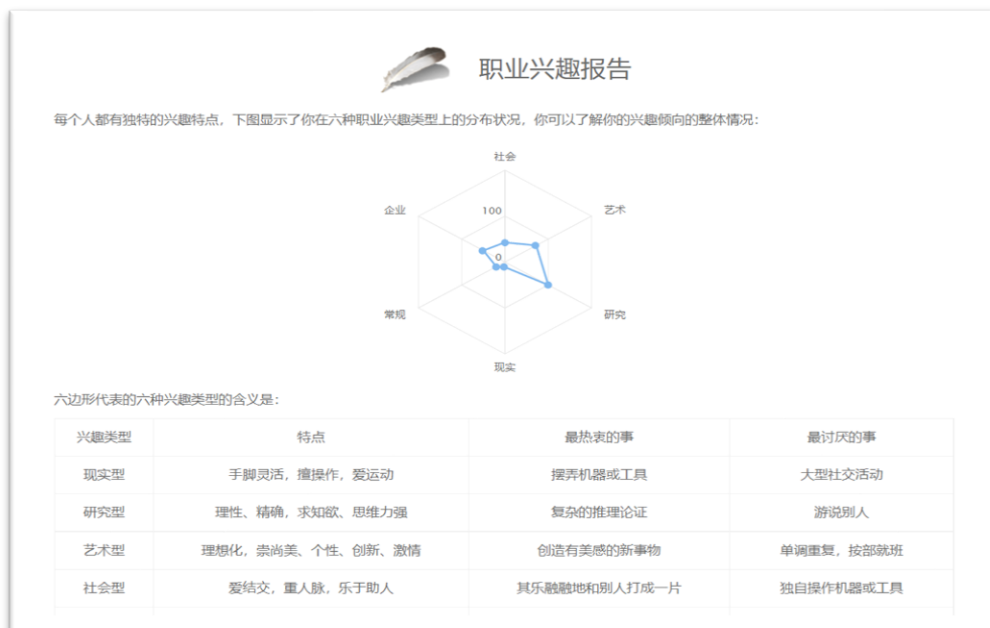 职业兴趣报告
每个人都有独特的兴趣特点，下图显示了你在六种职业兴趣类型上的分布状况，你可以了解你的兴趣倾向的整体情况：
社会
企业
100
艺术
0
常规
研究
现实
六边形代表的六种兴趣类型的含义是：
兴趣类型 特点 最热衷的事 最讨厌的事
现实型 手脚灵活，擅操作，爱运动 摆弄机器或工具 大型社交活动
研究型 理性、精确，求知欲、思维力强 复杂的推理论证 游说别人
艺术型 理想化，崇尚美、个性、创新、激情 创造有美感的新事物 单调重复，按部就班
社会型 爱结交，重人脉，乐于助人 其乐融融地和别人打成一片 独自操作机器或工具